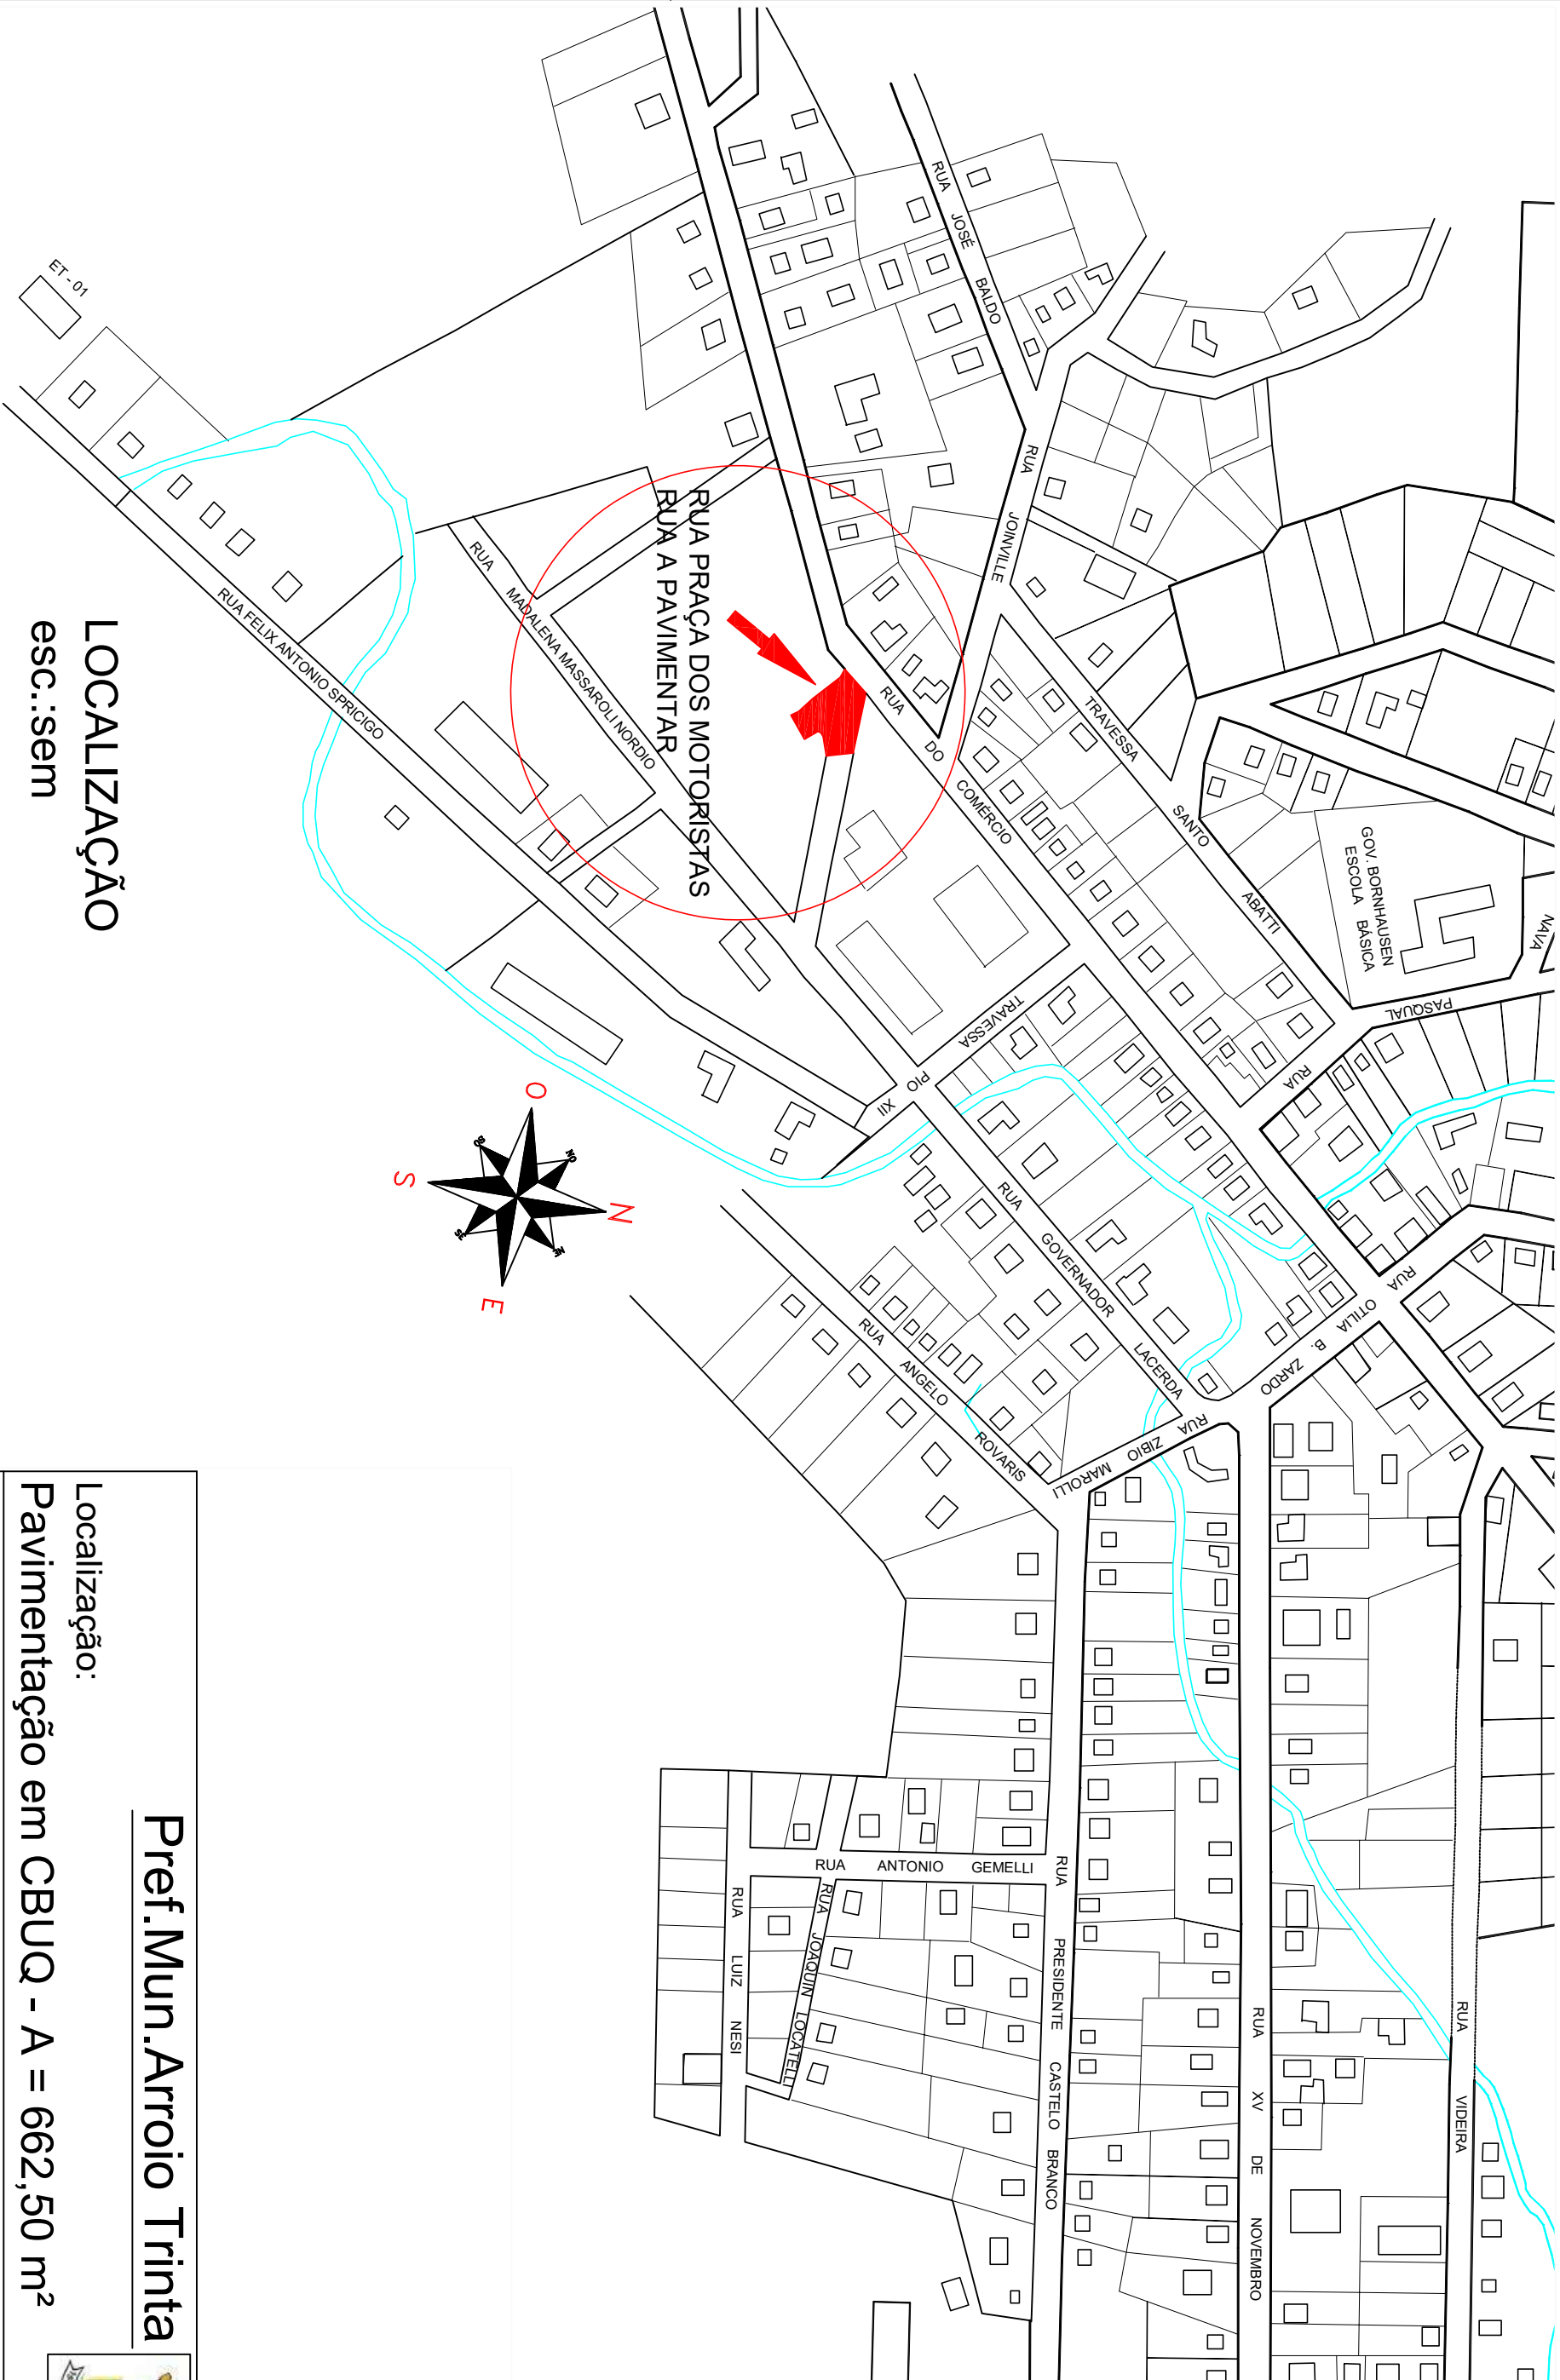 RUA JOSÉ BALDO
RUA JOINVILLE
TRAVESSA SANTO ABATTI
GOV. BORNHAUSEN
ESCOLA BÁSICA
NAVA
PASQUAL
RUA
RUA DO COMÉRCIO
RUA PRAÇA DOS MOTORISTAS
RUA A PAVIMENTAR
RUA MADALENA MASSAROLI NORDIO
RUA FELIX ANTONIO SPRICIGO
ET - 01
TRAVESSA PIO XII
RUA OTILIA B. ZARDO
RUA GOVERNADOR LACERDA
RUA ZIBIO MAROLLI
RUA ANGELO ROVARIS
N
O
S
E
NO
SO
NE
SE
RUA ANTONIO GEMELLI
RUA JOAQUIN LOCATELLI
RUA LUIZ NESI
RUA PRESIDENTE CASTELO BRANCO
RUA XV DE NOVEMBRO
RUA VIDEIRA
LOCALIZAÇÃO
esc.:sem
Pref.Mun.Arroio Trinta
Localização:
Pavimentação em CBUQ - A = 662,50 m²